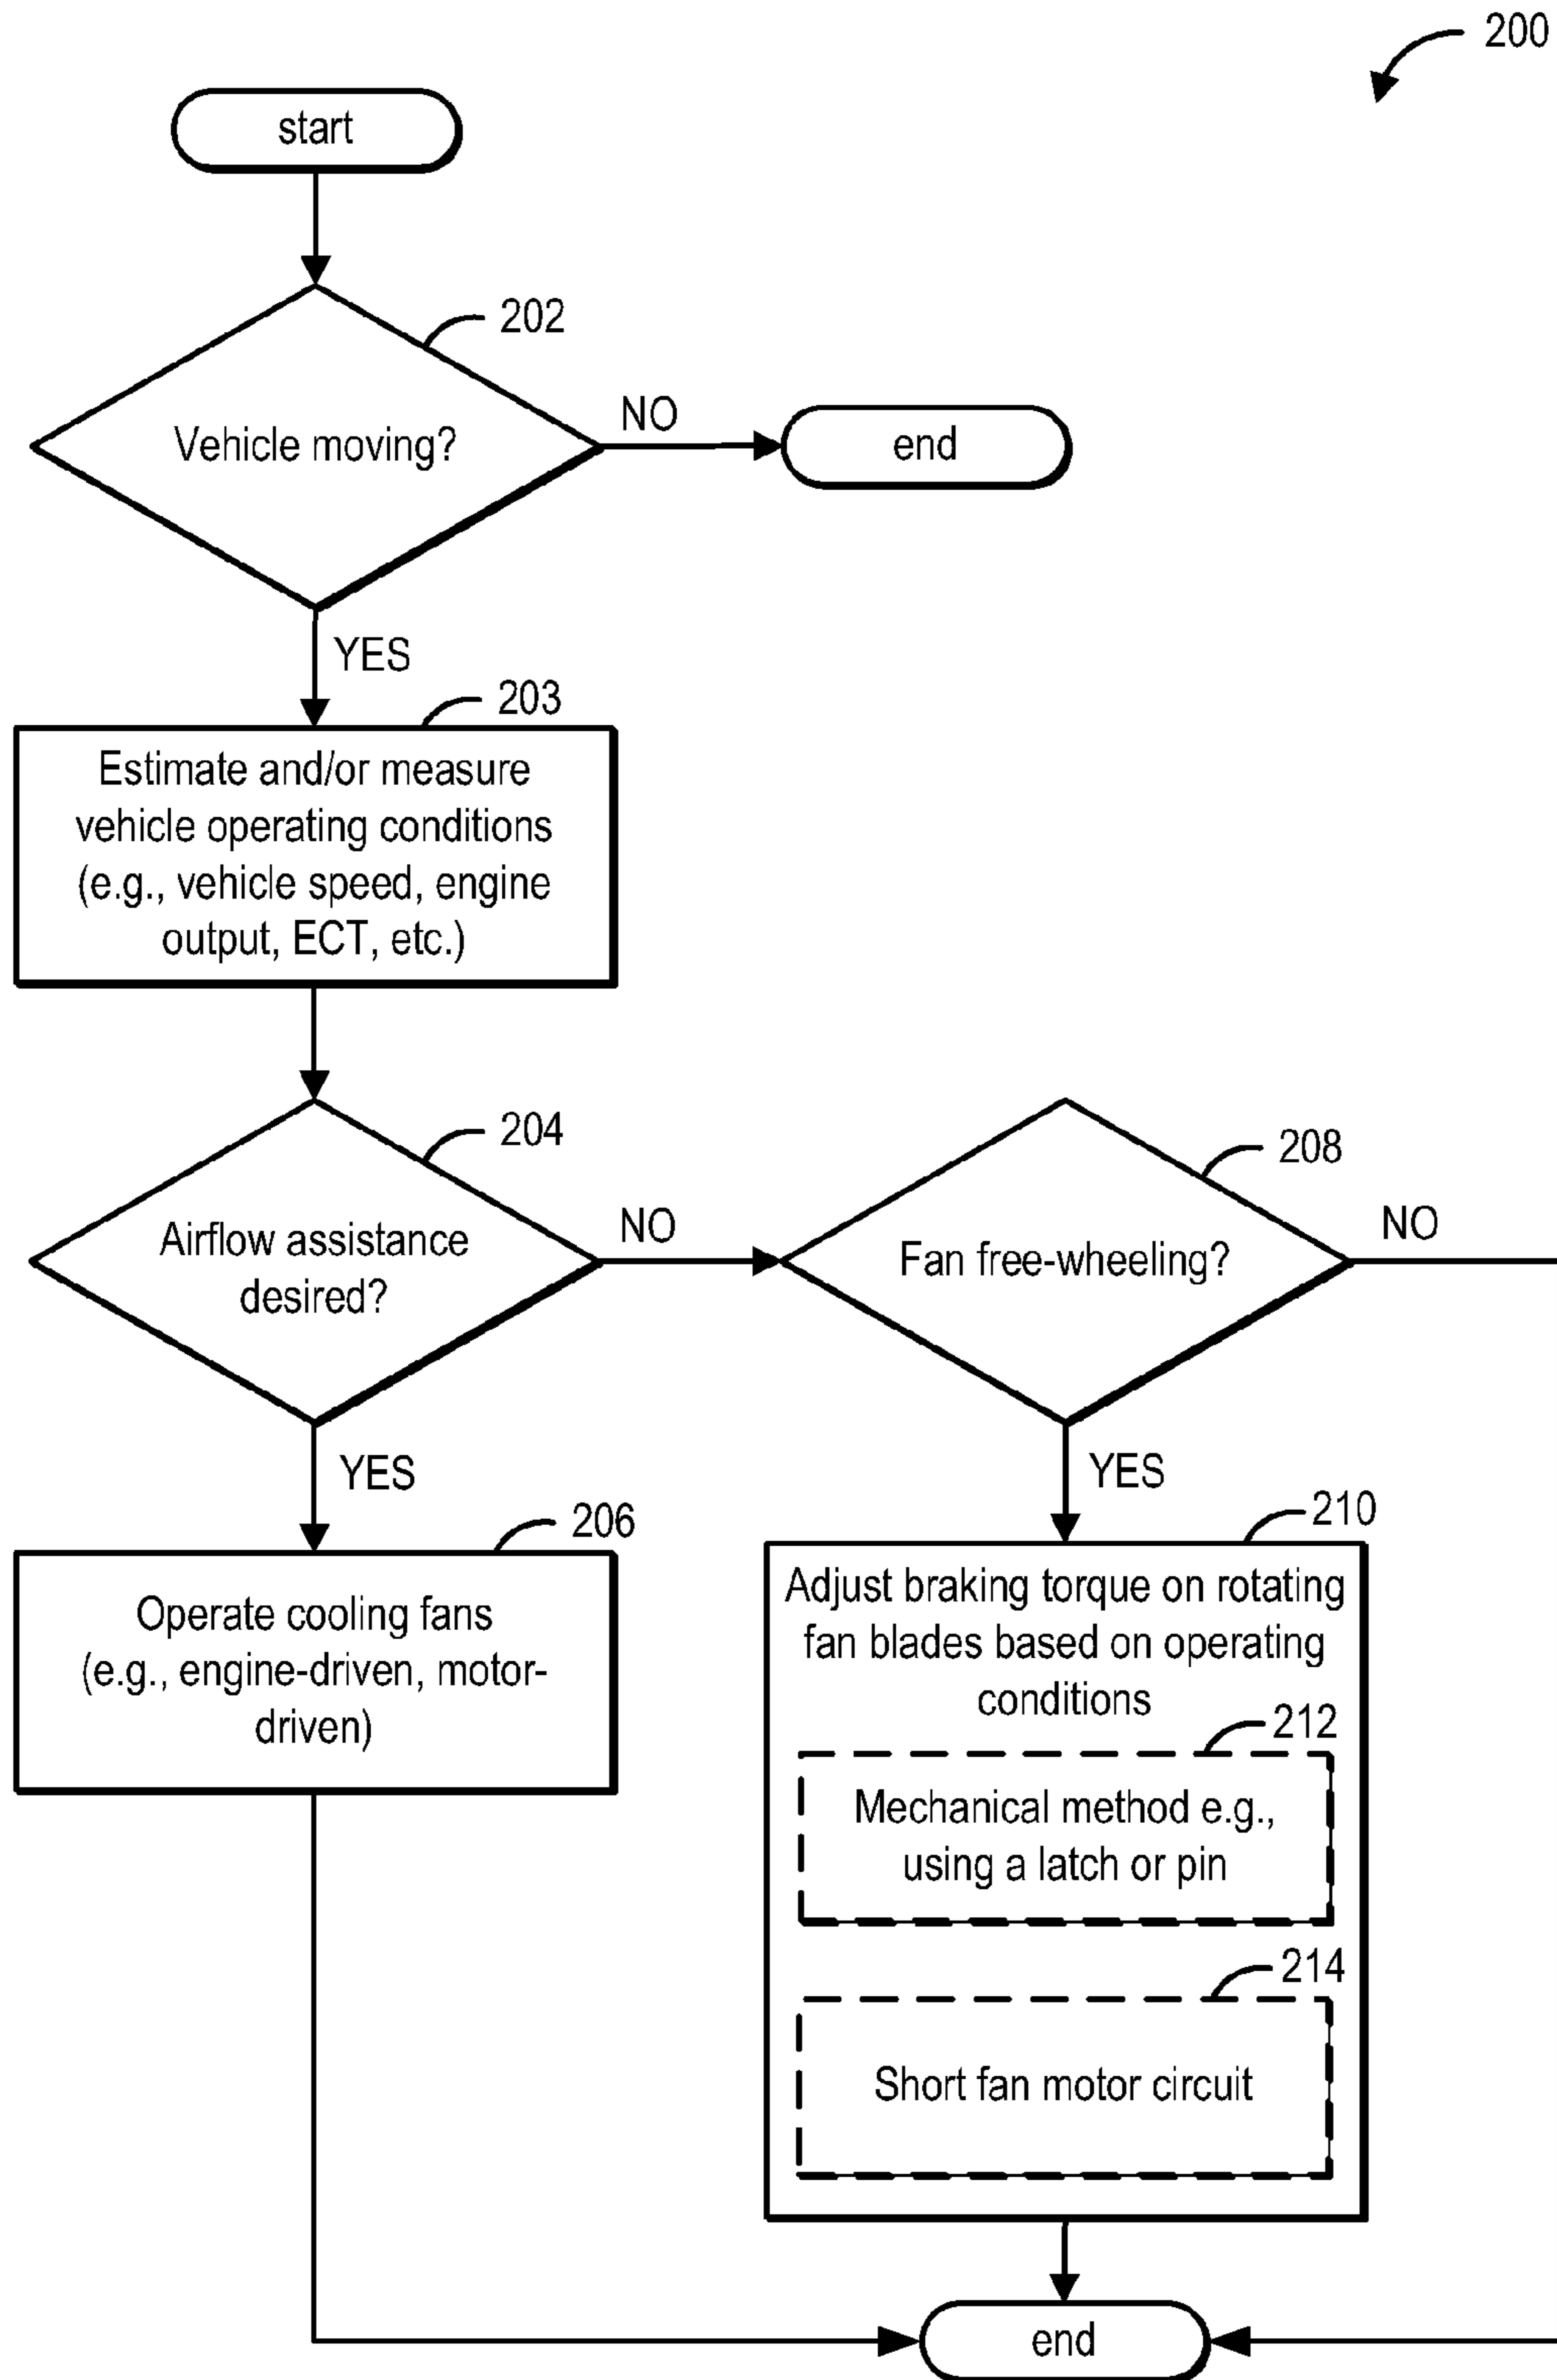 200
start
202
Vehicle moving?
NO
end
YES
203
Estimate and/or measure
vehicle operating conditions
(e.g., vehicle speed, engine
output, ECT, etc.)
204
Airflow assistance
desired?
NO
208
Fan free-wheeling?
NO
YES
206
Operate cooling fans
(e.g., engine-driven, motor-
driven)
YES
210
Adjust braking torque on rotating
fan blades based on operating
conditions
212
Mechanical method e.g.,
using a latch or pin
214
Short fan motor circuit
end